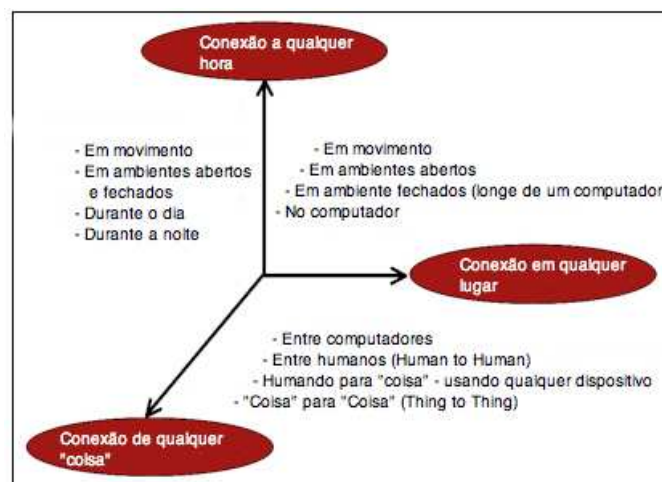 Conexão a qualquer
hora
- Em movimento
- Em ambientes abertos
e fechados
- Durante o dia
- Durante a noite
- Em movimento
- Em ambientes abertos
- Em ambiente fechados (longe de um computador
- No computador
Conexão em qualquer
lugar
- Entre computadores
- Entre humanos (Human to Human)
- Humando para "coisa" - usando qualquer dispositivo
- "Coisa" para "Coisa" (Thing to Thing)
Conexão de qualquer
"coisa"